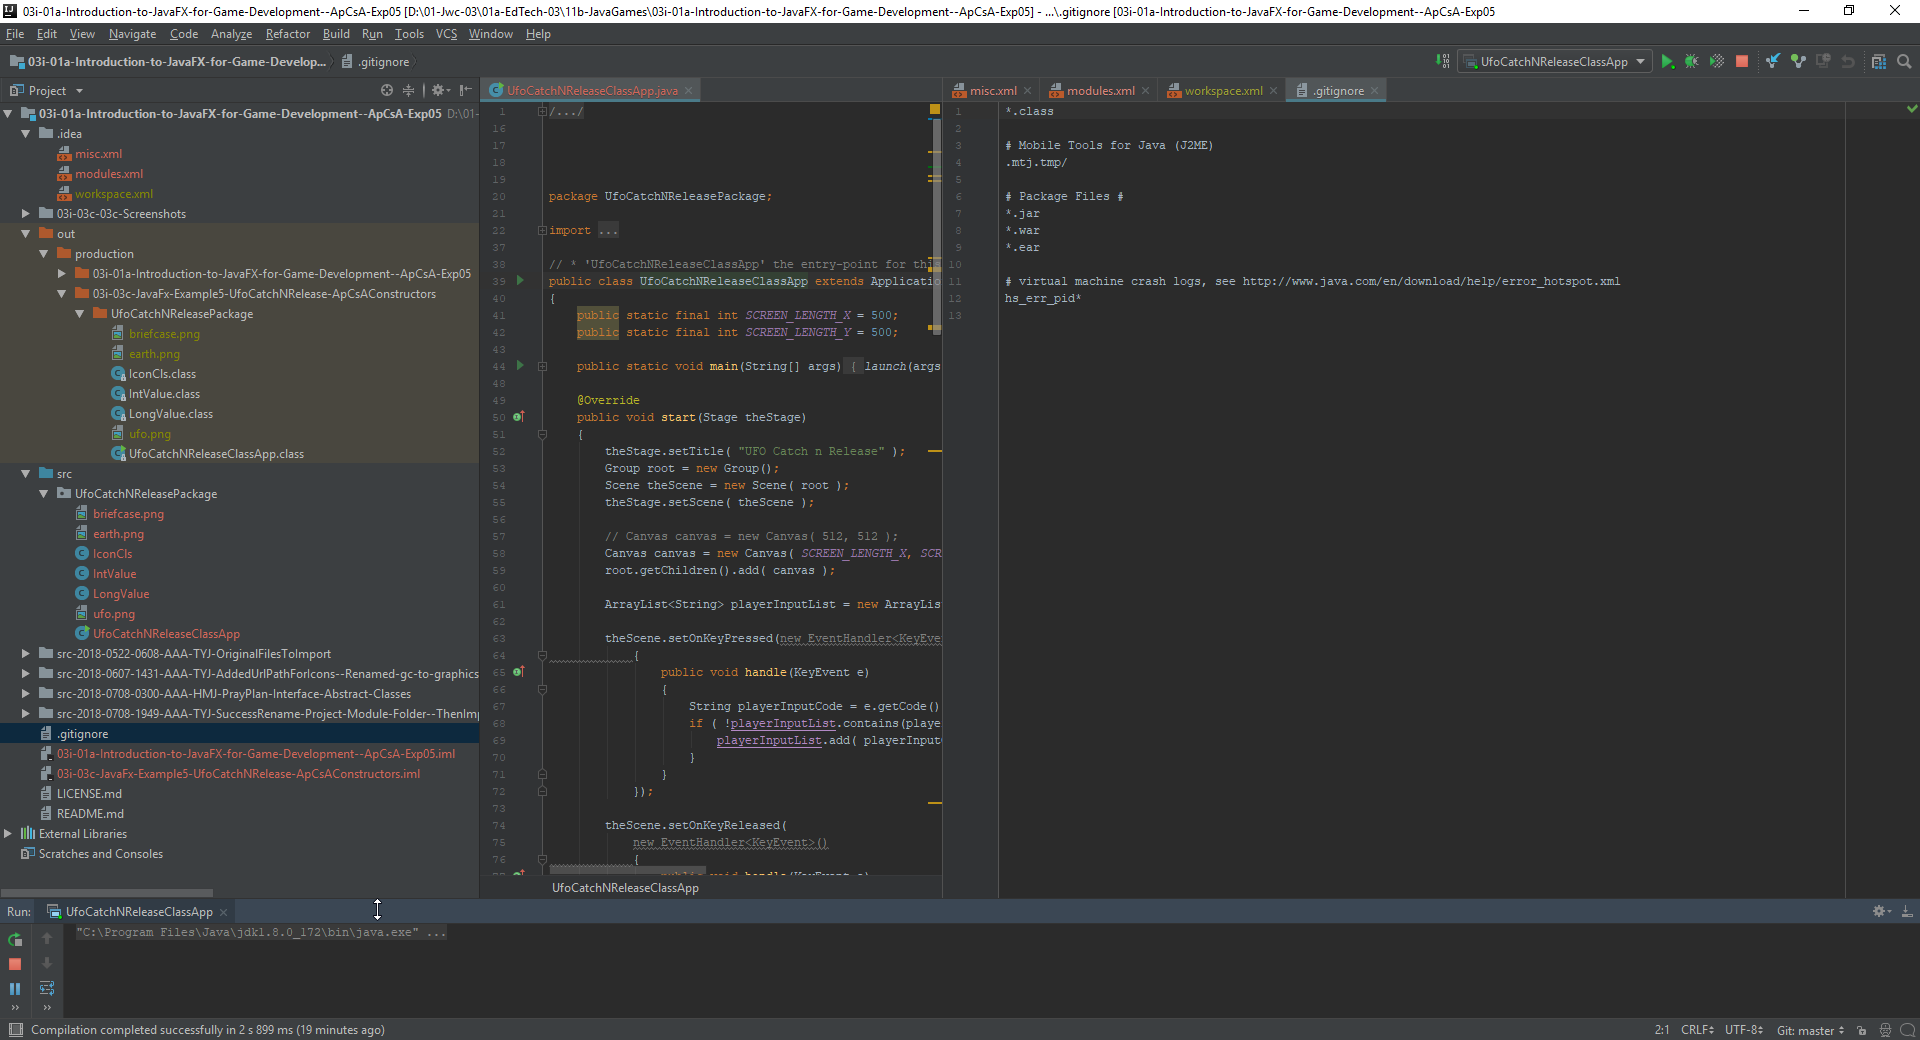 03i-01a-Introduction-to-JavaFX-for-Game-Development--ApCsA-Exp05 [D:\01-Jwc-03\01a-EdTech-03\11b-JavaGames\03i-01a-Introduction-to-JavaFX-for-Game-Development--ApCsA-Exp05] - ...\.gitignore [03i-01a-Introduction-to-JavaFX-for-Game-Development--ApCsA-Exp05
File Edit View Navigate Code Analyze Refactor Build Run Tools VCS Window Help
03i-01a-Introduction-to-JavaFX-for-Game-Develop... .gitignore
UfoCatchNReleaseClassApp
Project
03i-01a-Introduction-to-JavaFX-for-Game-Development--ApCsA-Exp05 D:\01-
.idea
misc.xml
modules.xml
workspace.xml
03i-03c-03c-Screenshots
out
production
03i-01a-Introduction-to-JavaFX-for-Game-Development--ApCsA-Exp05
03i-03c-JavaFx-Example5-UfoCatchNRelease-ApCsAConstructors
UfoCatchNReleasePackage
briefcase.png
earth.png
IconCls.class
IntValue.class
LongValue.class
ufo.png
UfoCatchNReleaseClassApp.class
src
UfoCatchNReleasePackage
briefcase.png
earth.png
IconCls
IntValue
LongValue
ufo.png
UfoCatchNReleaseClassApp
src-2018-0522-0608-AAA-TYJ-OriginalFilesToImport
src-2018-0607-1431-AAA-TYJ-AddedUrlPathForIcons--Renamed-gc-to-graphics
src-2018-0708-0300-AAA-HMJ-PrayPlan-Interface-Abstract-Classes
src-2018-0708-1949-AAA-TYJ-SuccessRename-Project-Module-Folder--ThenIm
.gitignore
03i-01a-Introduction-to-JavaFX-for-Game-Development--ApCsA-Exp05.iml
03i-03c-JavaFx-Example5-UfoCatchNRelease-ApCsAConstructors.iml
LICENSE.md
README.md
External Libraries
Scratches and Consoles
UfoCatchNReleaseClassApp.java
1 /.../
16
17
18
19
20 package UfoCatchNReleasePackage;
21
22 import ...
37
38 // * 'UfoCatchNReleaseClassApp' the entry-point for thi
39 public class UfoCatchNReleaseClassApp extends Applicatio
40 {
41 public static final int SCREEN_LENGTH_X = 500;
42 public static final int SCREEN_LENGTH_Y = 500;
43
44 public static void main(String[] args) { launch(args
48
49 @Override
50 public void start(Stage theStage)
51 {
52 theStage.setTitle( "UFO Catch n Release" );
53 Group root = new Group();
54 Scene theScene = new Scene( root );
55 theStage.setScene( theScene );
56
57 // Canvas canvas = new Canvas( 512, 512 );
58 Canvas canvas = new Canvas( SCREEN_LENGTH_X, SCR
59 root.getChildren().add( canvas );
60
61 ArrayList<String> playerInputList = new ArrayLis
62
63 theScene.setOnKeyPressed(new EventHandler<KeyEve
64 {
65 public void handle(KeyEvent e)
66 {
67 String playerInputCode = e.getCode()
68 if ( !playerInputList.contains(playe
69 playerInputList.add( playerInput
70 }
71 }
72 });
73
74 theScene.setOnKeyReleased(
75 new EventHandler<KeyEvent>()
76 {
public void handle(KeyEvent e)
UfoCatchNReleaseClassApp
misc.xml modules.xml workspace.xml .gitignore
1 *.class
2
3 # Mobile Tools for Java (J2ME)
4 .mtj.tmp/
5
6 # Package Files #
7 *.jar
8 *.war
9 *.ear
10
11 # virtual machine crash logs, see http://www.java.com/en/download/help/error_hotspot.xml
12 hs_err_pid*
13
Run: UfoCatchNReleaseClassApp
"C:\Program Files\Java\jdk1.8.0_172\bin\java.exe" ...
Compilation completed successfully in 2 s 899 ms (19 minutes ago)
2:1 CRLF UTF-8 Git: master